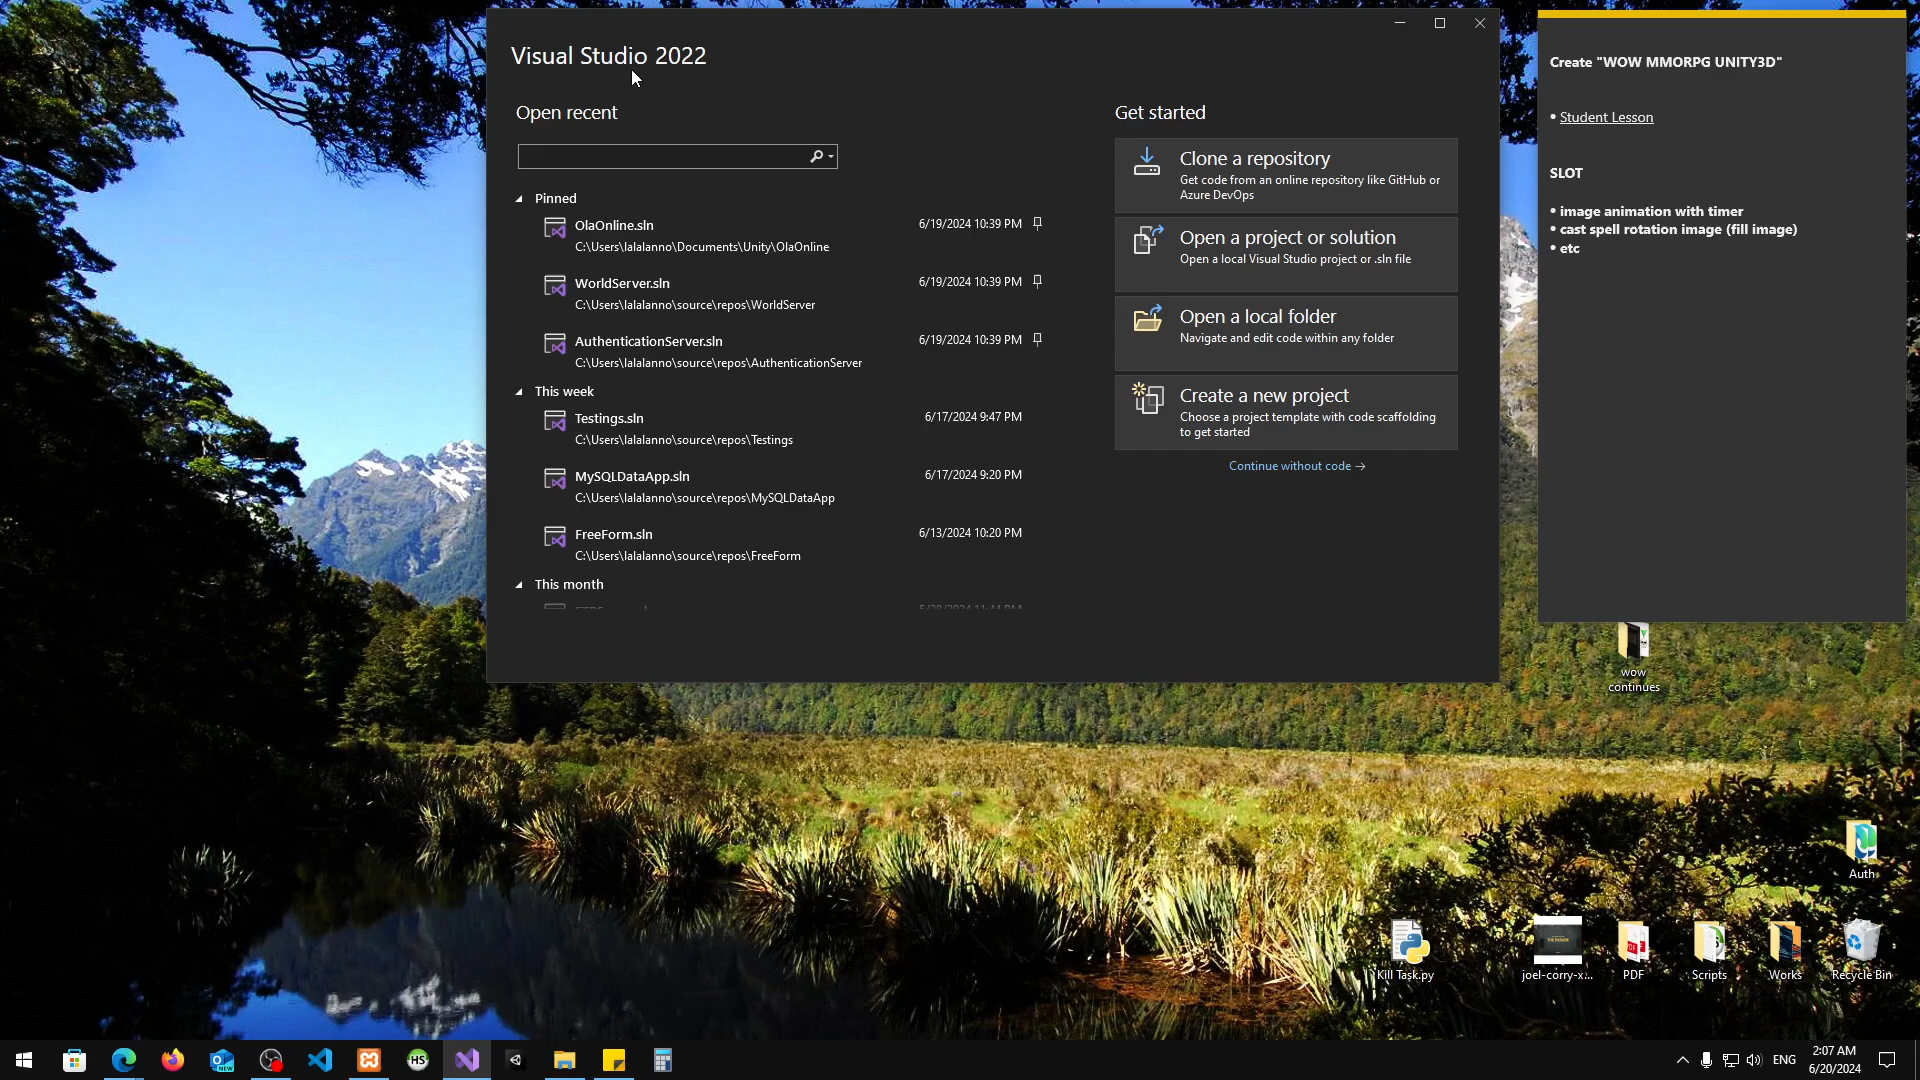 Visual Studio 2022
Open recent
Pinned
OlaOnline.sln
6/19/2024 10:39 PM
C:\Users\lalalanno\Documents\Unity\OlaOnline
WorldServer.sln
6/19/2024 10:39 PM
C:\Users\lalalanno\source\repos\WorldServer
AuthenticationServer.sln
6/19/2024 10:39 PM
C:\Users\lalalanno\source\repos\AuthenticationServer
This week
Testings.sln
6/17/2024 9:47 PM
C:\Users\lalalanno\source\repos\Testings
MySQLDataApp.sln
6/17/2024 9:20 PM
C:\Users\lalalanno\source\repos\MySQLDataApp
FreeForm.sln
6/13/2024 10:20 PM
C:\Users\lalalanno\source\repos\FreeForm
This month
Get started
Clone a repository
Get code from an online repository like GitHub or
Azure DevOps
Open a project or solution
Open a local Visual Studio project or .sln file
Open a local folder
Navigate and edit code within any folder
Create a new project
Choose a project template with code scaffolding
to get started
Continue without code →
Create "WOW MMORPG UNITY3D"
• Student Lesson
SLOT
• image animation with timer
• cast spell rotation image (fill image)
• etc
wow
continues
Auth
Kill Task.py
joel-corry-x...
PDF
Scripts
Works
Recycle Bin
NEW
HS
ENG
2:07 AM
6/20/2024